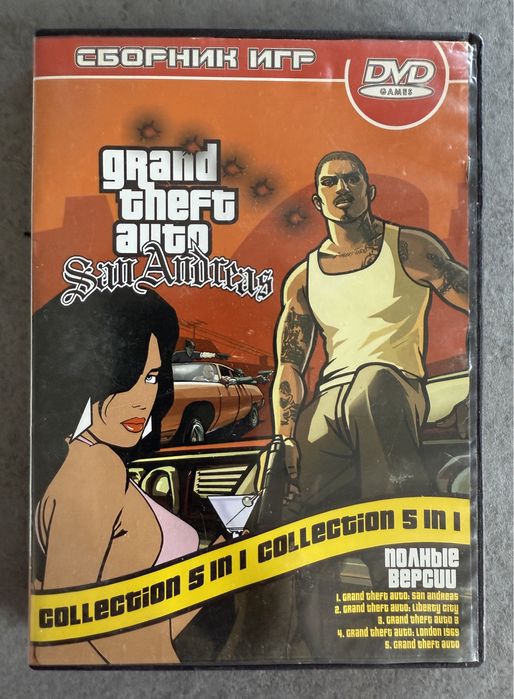 СБОРНИК ИГР
DVD
GAMES
grand
theft
auto
San Andreas
COLLECTION 5 IN 1 COLLECTION 5 IN 1
ПОЛНЫЕ
ВЕРСИИ
1. Grand theft auto: San andreas
2. Grand theft auto: Liberty city
3. Grand theft auto 3
4. Grand theft auto: London 1969
5. Grand theft auto